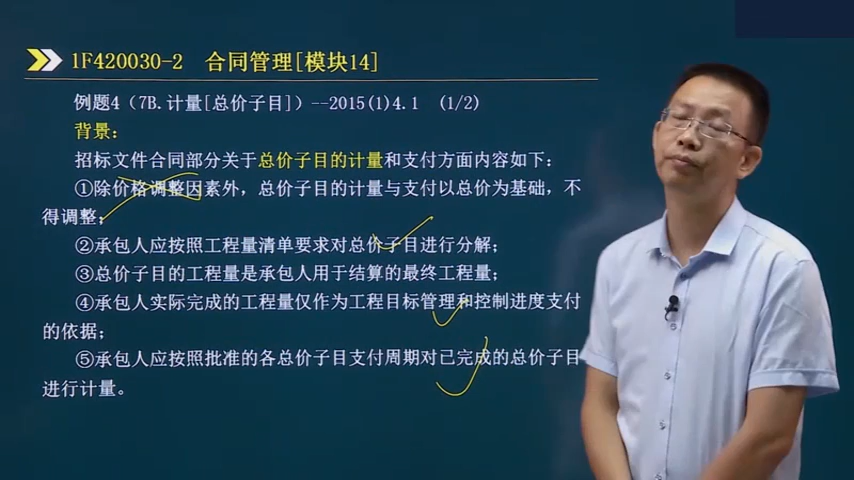 1F420030-2 合同管理[模块14]
例题4（7B.计量[总价子目]）--2015(1)4.1 (1/2)
背景：
招标文件合同部分关于总价子目的计量和支付方面内容如下：
①除价格调整因素外，总价子目的计量与支付以总价为基础，不
得调整；
②承包人应按照工程量清单要求对总价子目进行分解；
③总价子目的工程量是承包人用于结算的最终工程量；
④承包人实际完成的工程量仅作为工程目标管理和控制进度支付
的依据；
⑤承包人应按照批准的各总价子目支付周期对已完成的总价子目
进行计量。